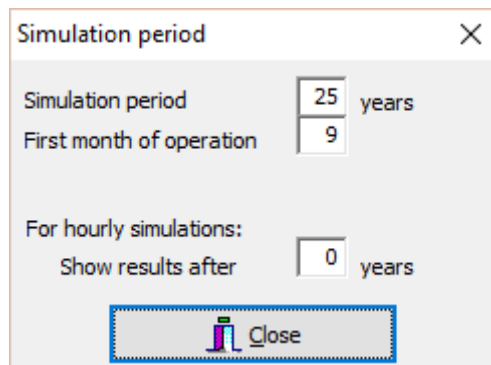 Simulation period
Simulation period 25 years
First month of operation 9
For hourly simulations:
Show results after 0 years
Close